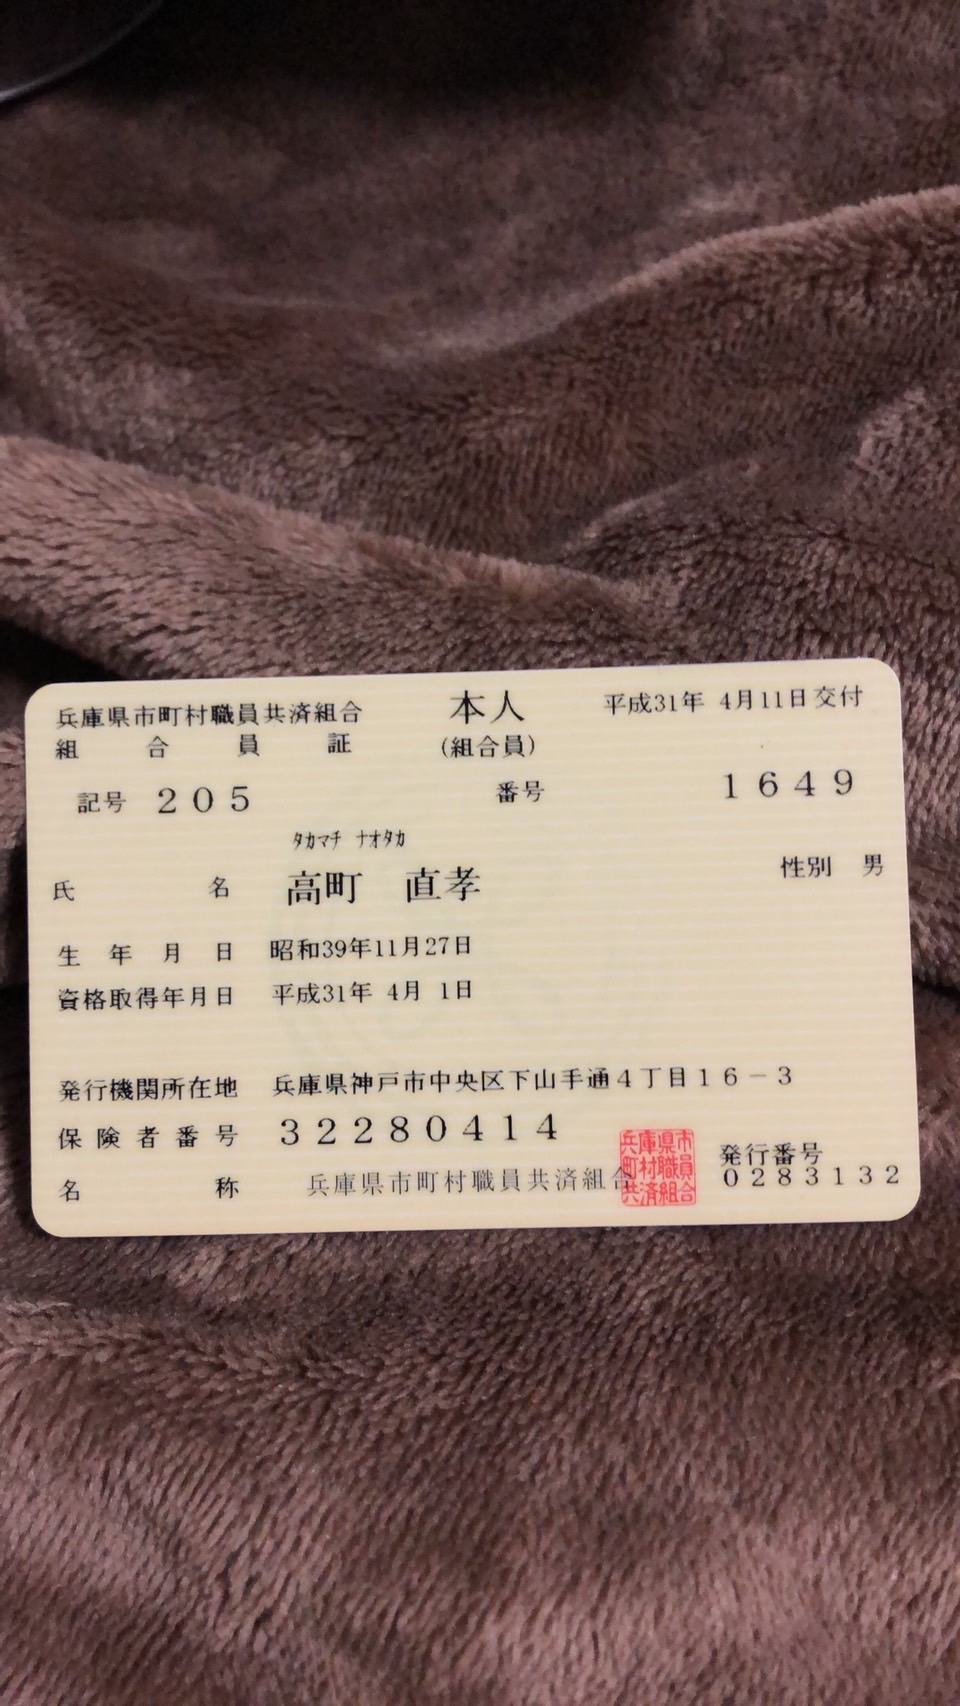 兵庫県市町村職員共済組合 本人 平成31年 4月11日交付
組合員証 (組合員)
記号 205 番号 1649
タカマチ ナオタカ
氏名 高町 直孝 性別 男
生年月日 昭和39年11月27日
資格取得年月日 平成31年 4月 1日
発行機関所在地 兵庫県神戸市中央区下山手通4丁目16-3
保険者番号 32280414
発行番号
名称 兵庫県市町村職員共済組合 0283132
兵庫県市
町村職員
共済組合